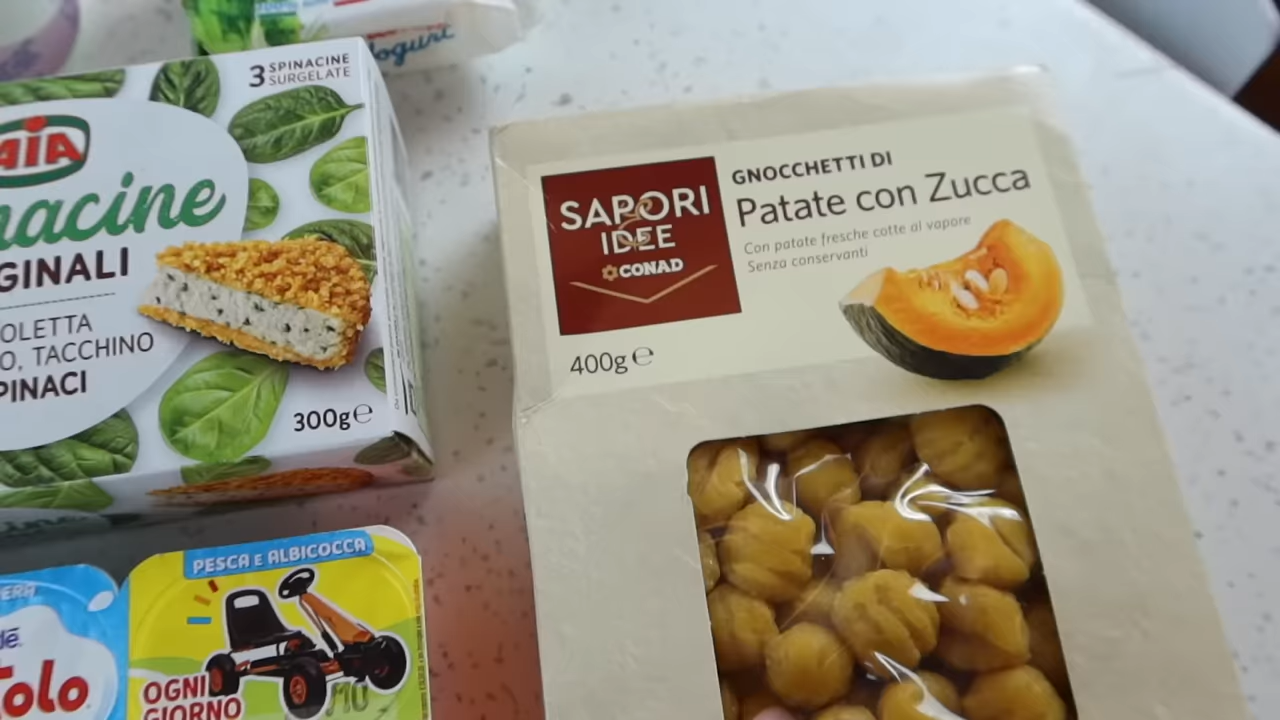 Yogurt
3 SPINACINE
SURGELATE
AIA
nacine
GINALI
OLETTA
O, TACCHINO
PINACI
300g e
SAPORI
&
IDEE
CONAD
GNOCCHETTI DI
Patate con Zucca
Con patate fresche cotte al vapore
Senza conservanti
400g e
PESCA E ALBICOCCA
Tolo
OGNI
GIORNO